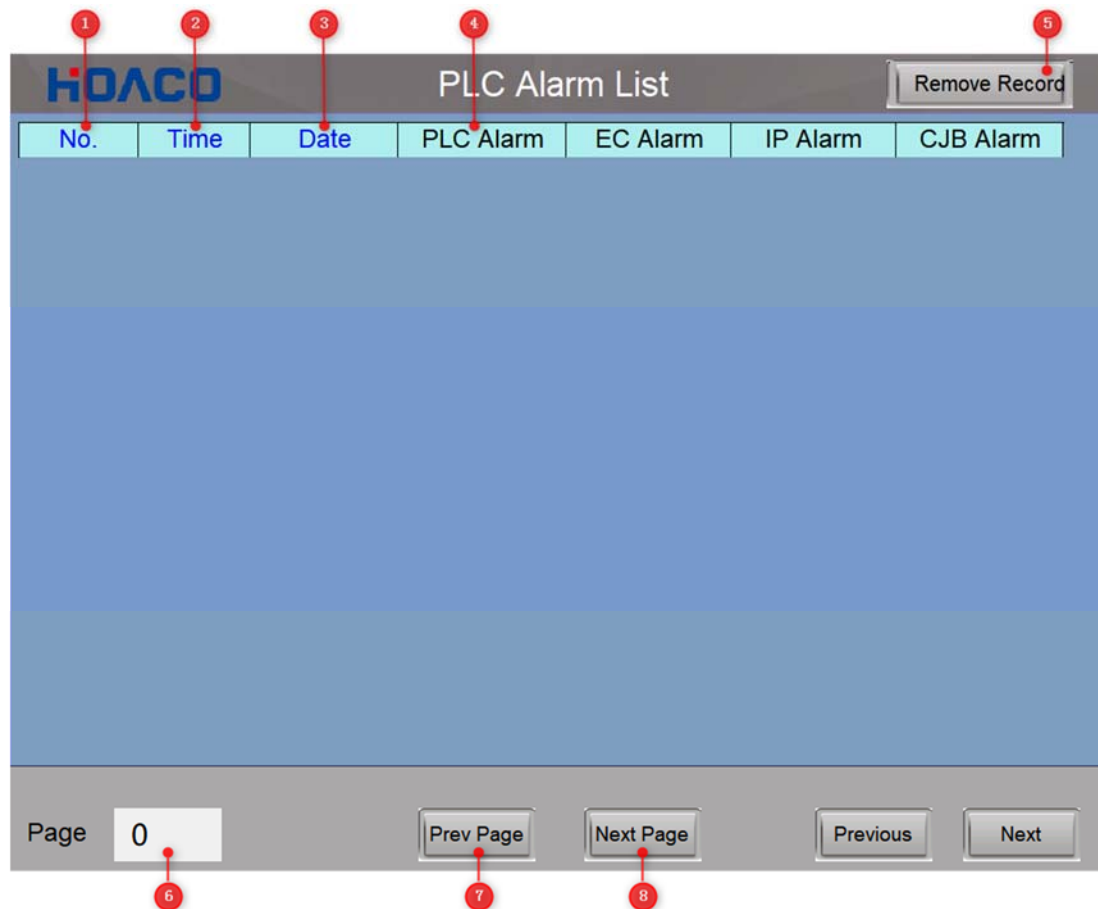 1 2 3 4 5
HOACO PLC Alarm List Remove Record
No. Time Date PLC Alarm EC Alarm IP Alarm CJB Alarm
Page 0 Prev Page Next Page Previous Next
6 7 8